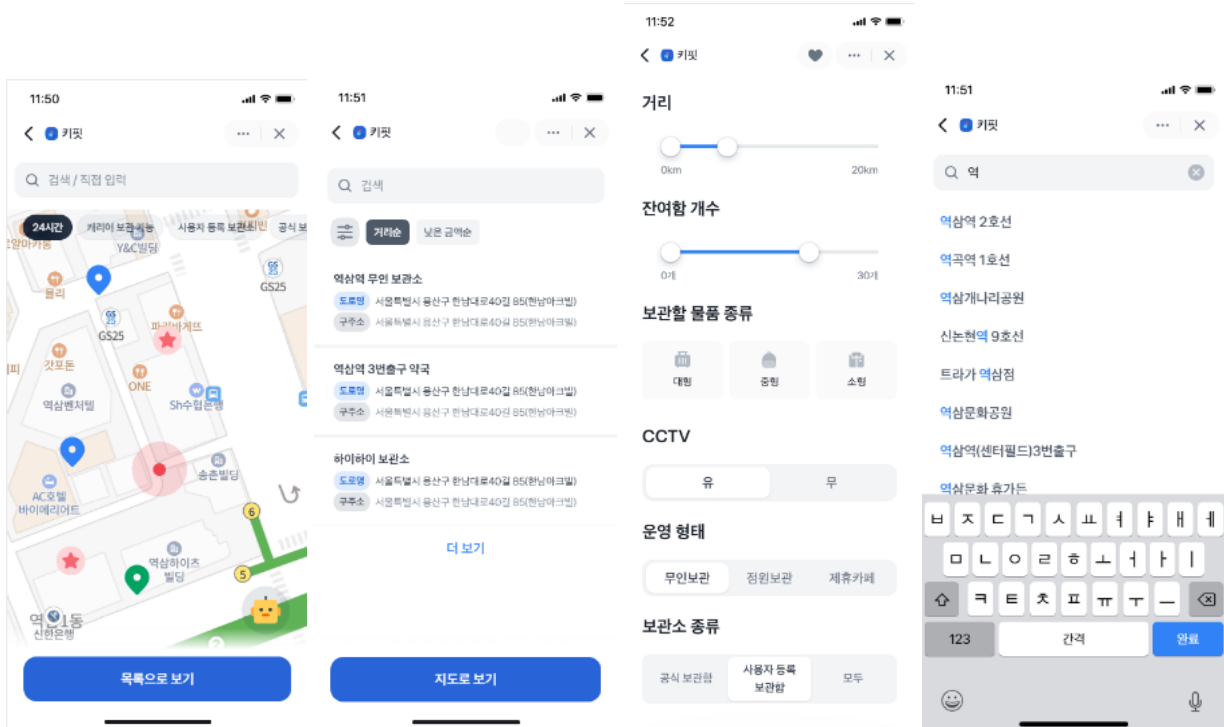 11:50
키핏
검색 / 직접 입력
24시간
캐리어 보관 가능
사용자 등록 보관소
공식 보
Y&C빌딩
뮬리
GS25
GS25
파리바게뜨
갓포돈
ONE
역삼벤처텔
Sh수협은행
송촌빌딩
AC호텔
바이메리어트
6
역삼하이츠
빌딩
5
역삼1동
신한은행
2
목록으로 보기
11:51
키핏
검색
거리순
낮은 금액순
역삼역 무인 보관소
도로명 서울특별시 용산구 한남대로40길 85(한남아크빌)
구주소 서울특별시 용산구 한남대로40길 85(한남아크빌)
역삼역 3번출구 약국
도로명 서울특별시 용산구 한남대로40길 85(한남아크빌)
구주소 서울특별시 용산구 한남대로40길 85(한남아크빌)
하이하이 보관소
도로명 서울특별시 용산구 한남대로40길 85(한남아크빌)
구주소 서울특별시 용산구 한남대로40길 85(한남아크빌)
더 보기
지도로 보기
11:52
키핏
거리
0km 20km
잔여함 개수
0개 30개
보관할 물품 종류
대형 중형 소형
CCTV
유 무
운영 형태
무인보관 점원보관 제휴카페
보관소 종류
공식 보관함
사용자 등록
보관함
모두
11:51
키핏
역
역삼역 2호선
역곡역 1호선
역삼개나리공원
신논현역 9호선
트라가 역삼점
역삼문화공원
역삼역(센터필드)3번출구
역삼문화 휴가든
ㅂ ㅈ ㄷ ㄱ ㅅ ㅛ ㅕ ㅑ ㅐ ㅔ
ㅁ ㄴ ㅇ ㄹ ㅎ ㅗ ㅓ ㅏ ㅣ
ㅋ ㅌ ㅊ ㅍ ㅠ ㅜ ㅡ
123 간격 완료